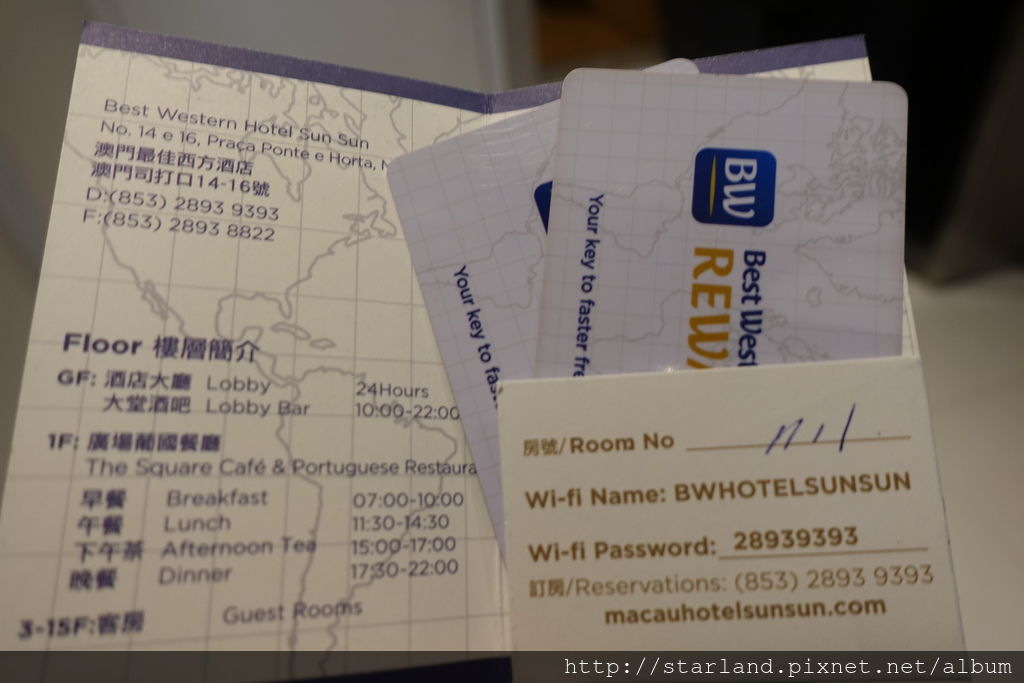 Best Western Hotel Sun Sun
No. 14 e 16, Praça Ponte e Horta,
澳門最佳西方酒店
澳門司打口14-16號
D:(853) 2893 9393
F:(853) 2893 8822
Floor 樓層簡介
GF: 酒店大廳 Lobby 24Hours
大堂酒吧 Lobby Bar 10:00-22:00
1F: 廣場葡國餐廳
The Square Café & Portuguese Restaura
早餐 Breakfast 07:00-10:00
午餐 Lunch 11:30-14:30
下午茶 Afternoon Tea 15:00-17:00
晚餐 Dinner 17:30-22:00
3-15F:客房 Guest Rooms
Your key to
BW
Best West
REW
Your key to faster fre
房號/Room No
Wi-fi Name: BWHOTELSUNSUN
Wi-fi Password: 28939393
訂房/Reservations: (853) 2893 9393
macauhotelsunsun.com
http://starland.pixnet.net/album